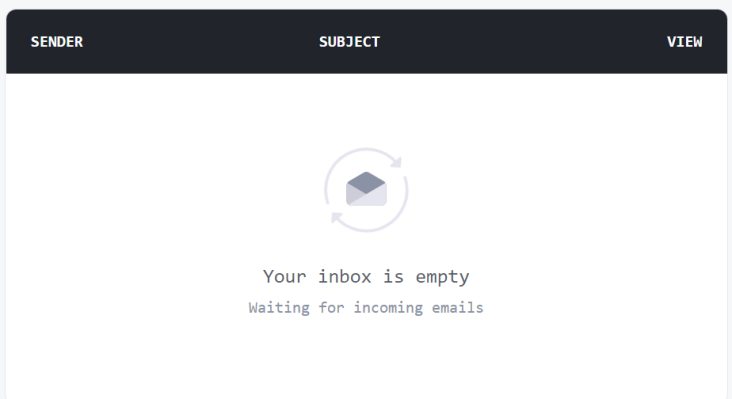 SENDER SUBJECT VIEW
Your inbox is empty
Waiting for incoming emails